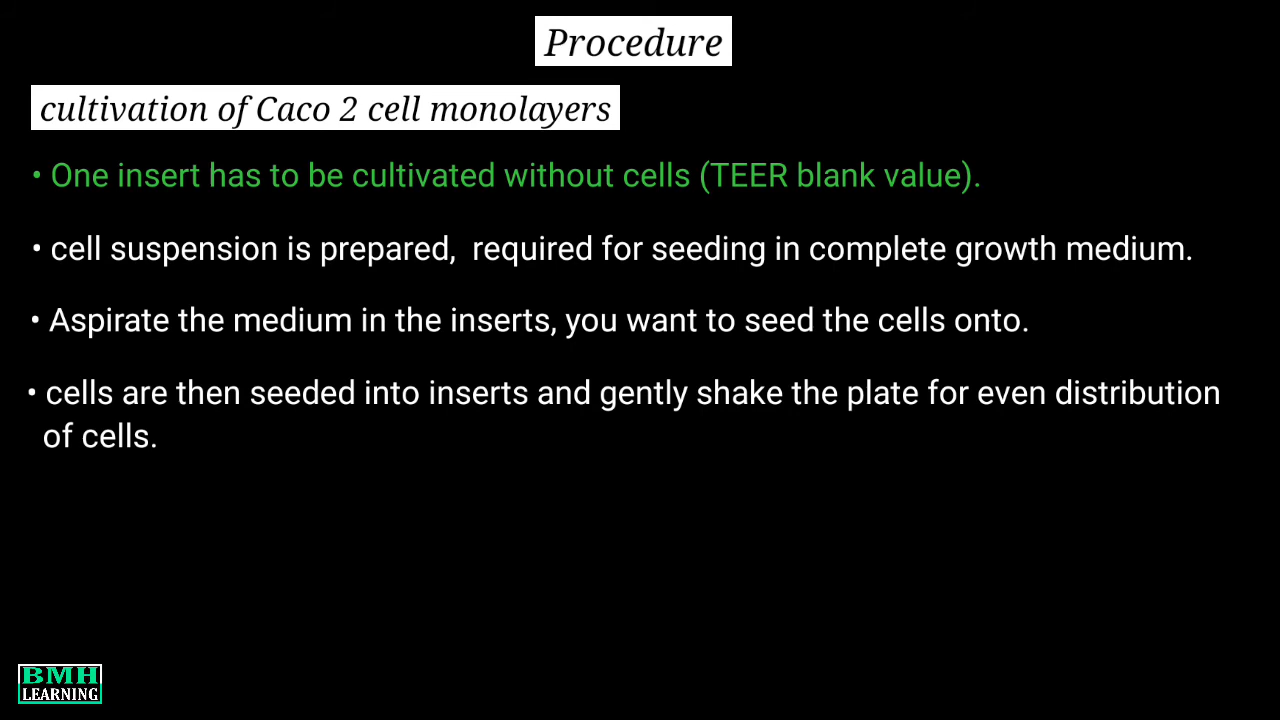 Procedure
cultivation of Caco 2 cell monolayers
• One insert has to be cultivated without cells (TEER blank value).
• cell suspension is prepared,  required for seeding in complete growth medium.
• Aspirate the medium in the inserts, you want to seed the cells onto.
• cells are then seeded into inserts and gently shake the plate for even distribution
of cells.
BMH
LEARNING